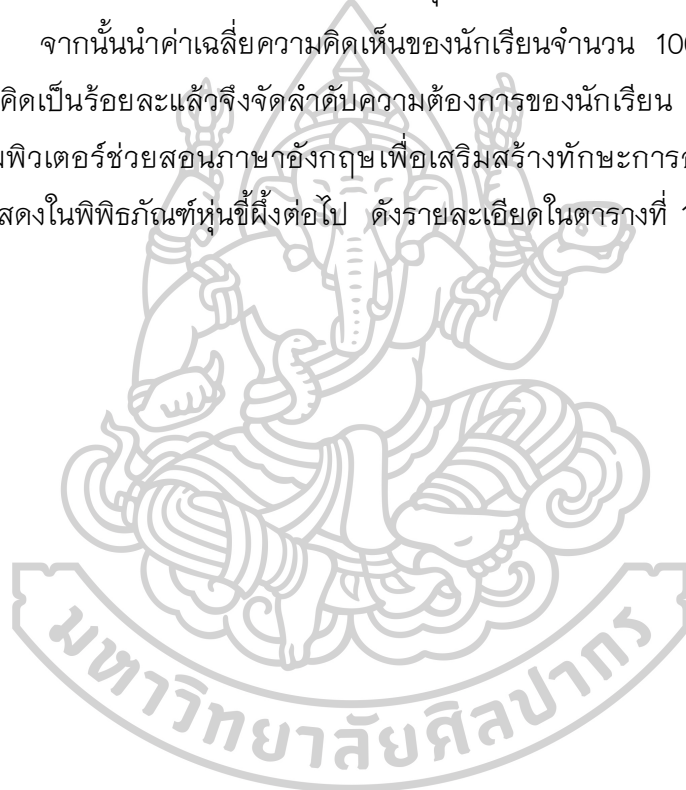 จากนั้นนำค่าเฉลี่ยความคิดเห็นของนักเรียนจำนวน 100
คิดเป็นร้อยละแล้วจึงจัดลำดับความต้องการของนักเรียน
มพิวเตอร์ช่วยสอนภาษาอังกฤษเพื่อเสริมสร้างทักษะการอ
สดงในพิพิธภัณฑ์หุ่นขี้ผึ้งต่อไป ดังรายละเอียดในตารางที่ 1
มหาวิทยาลัยศิลปากร